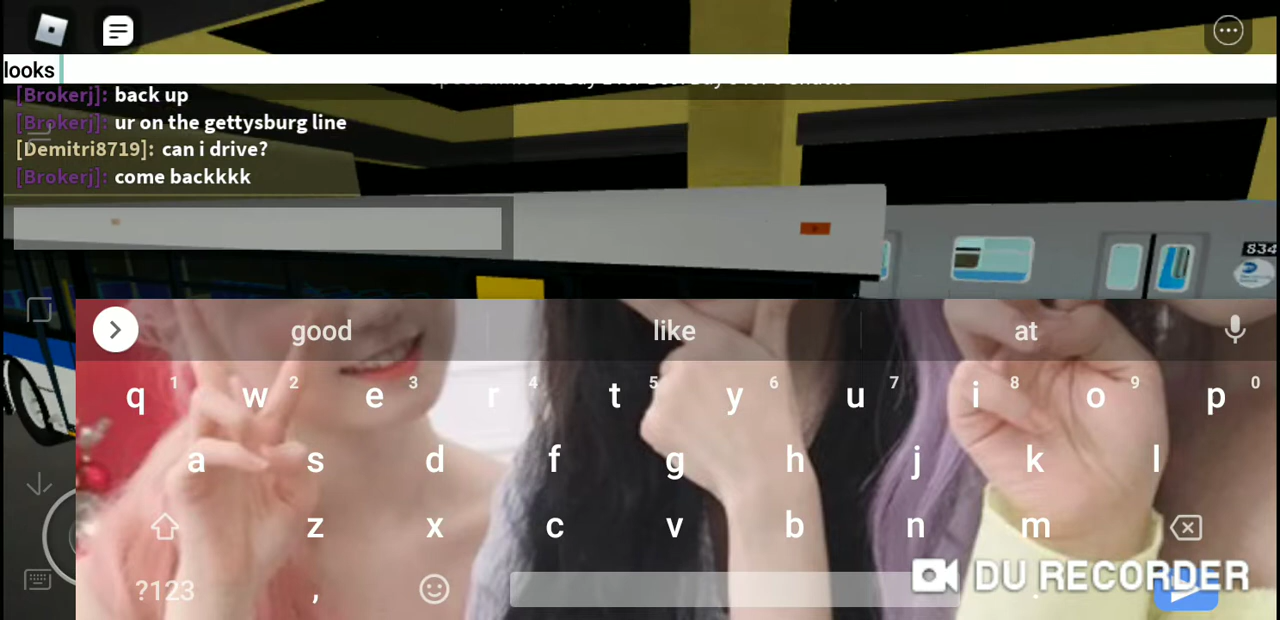 looks
[Brokerj]: back up
[Brokerj]: ur on the gettysburg line
[Demitri8719]: can i drive?
[Brokerj]: come backkkk
834
good like at
q 1 w 2 e 3 r 4 t 5 y 6 u 7 i 8 o 9 p 0
a s d f g h j k l
z x c v b n m
?123 , .
DU RECORDER